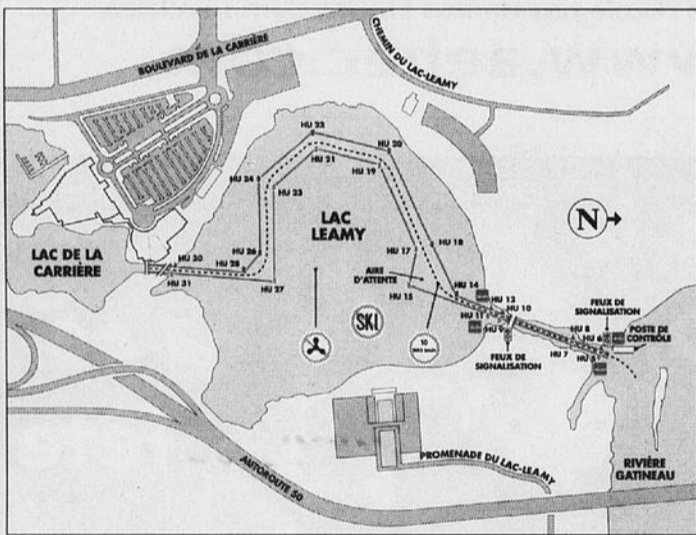 BOULEVARD DE LA CARRIÈRE
CHEMIN DU LAC-LEAMY
HU 22
HU 20
HU 21
HU 19
HU 24
HU 23
LAC
LEAMY
N
HU 18
HU 17
HU 26
HU 30
LAC DE LA
CARRIÈRE
HU 28
HU 31
HU 27
AIRE
D'ATTENTE
HU 15
HU 14
HU 12
HU 10
HU 11
HU 9
SKI
10
FEUX DE
SIGNALISATION
HU 8
HU 6
POSTE DE
CONTRÔLE
HU 7
HU 5
FEUX DE
SIGNALISATION
PROMENADE DU LAC-LEAMY
RIVIÈRE
GATINEAU
AUTOROUTE 50